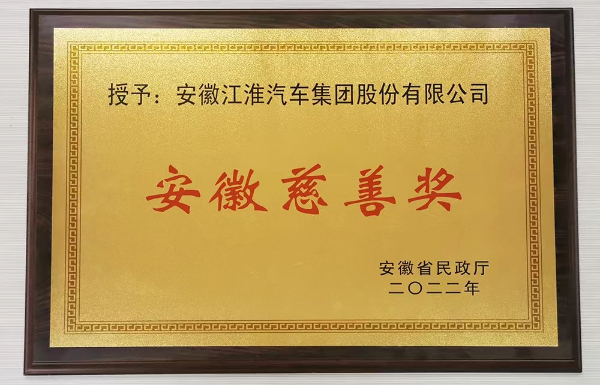 授予：安徽江淮汽车集团股份有限公司
安徽慈善奖
安徽省民政厅
二〇二二年